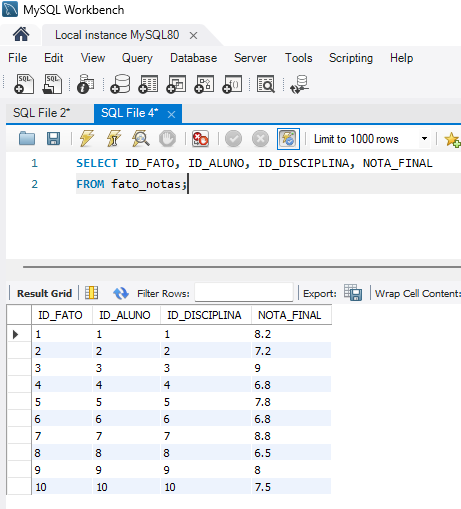 MySQL Workbench
Local instance MySQL80
File Edit View Query Database Server Tools Scripting Help
SQL File 2* SQL File 4*
Limit to 1000 rows
1 SELECT ID_FATO, ID_ALUNO, ID_DISCIPLINA, NOTA_FINAL
2 FROM fato_notas;
Result Grid Filter Rows: Export: Wrap Cell Content:
ID_FATO ID_ALUNO ID_DISCIPLINA NOTA_FINAL
1 1 1 8.2
2 2 2 7.2
3 3 3 9
4 4 4 6.8
5 5 5 7.8
6 6 6 6.8
7 7 7 8.8
8 8 8 6.5
9 9 9 8
10 10 10 7.5